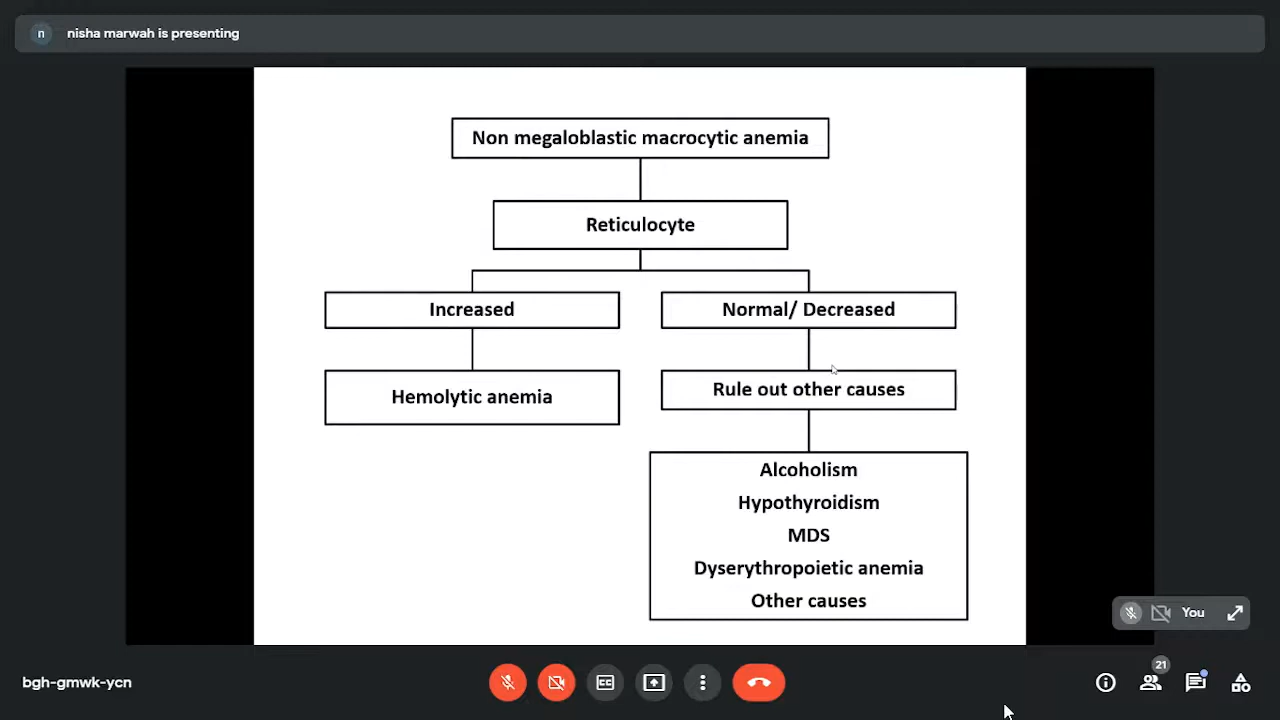 n nisha marwah is presenting
Non megaloblastic macrocytic anemia
Reticulocyte
Increased
Normal/ Decreased
Hemolytic anemia
Rule out other causes
Alcoholism
Hypothyroidism
MDS
Dyserythropoietic anemia
Other causes
You
bgh-gmwk-ycn
CC
21